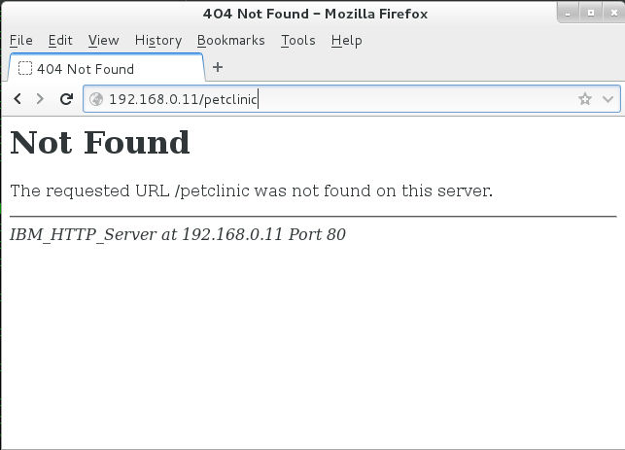 404 Not Found – Mozilla Firefox
File Edit View History Bookmarks Tools Help
404 Not Found
192.168.0.11/petclinic
Not Found
The requested URL /petclinic was not found on this server.
IBM_HTTP_Server at 192.168.0.11 Port 80